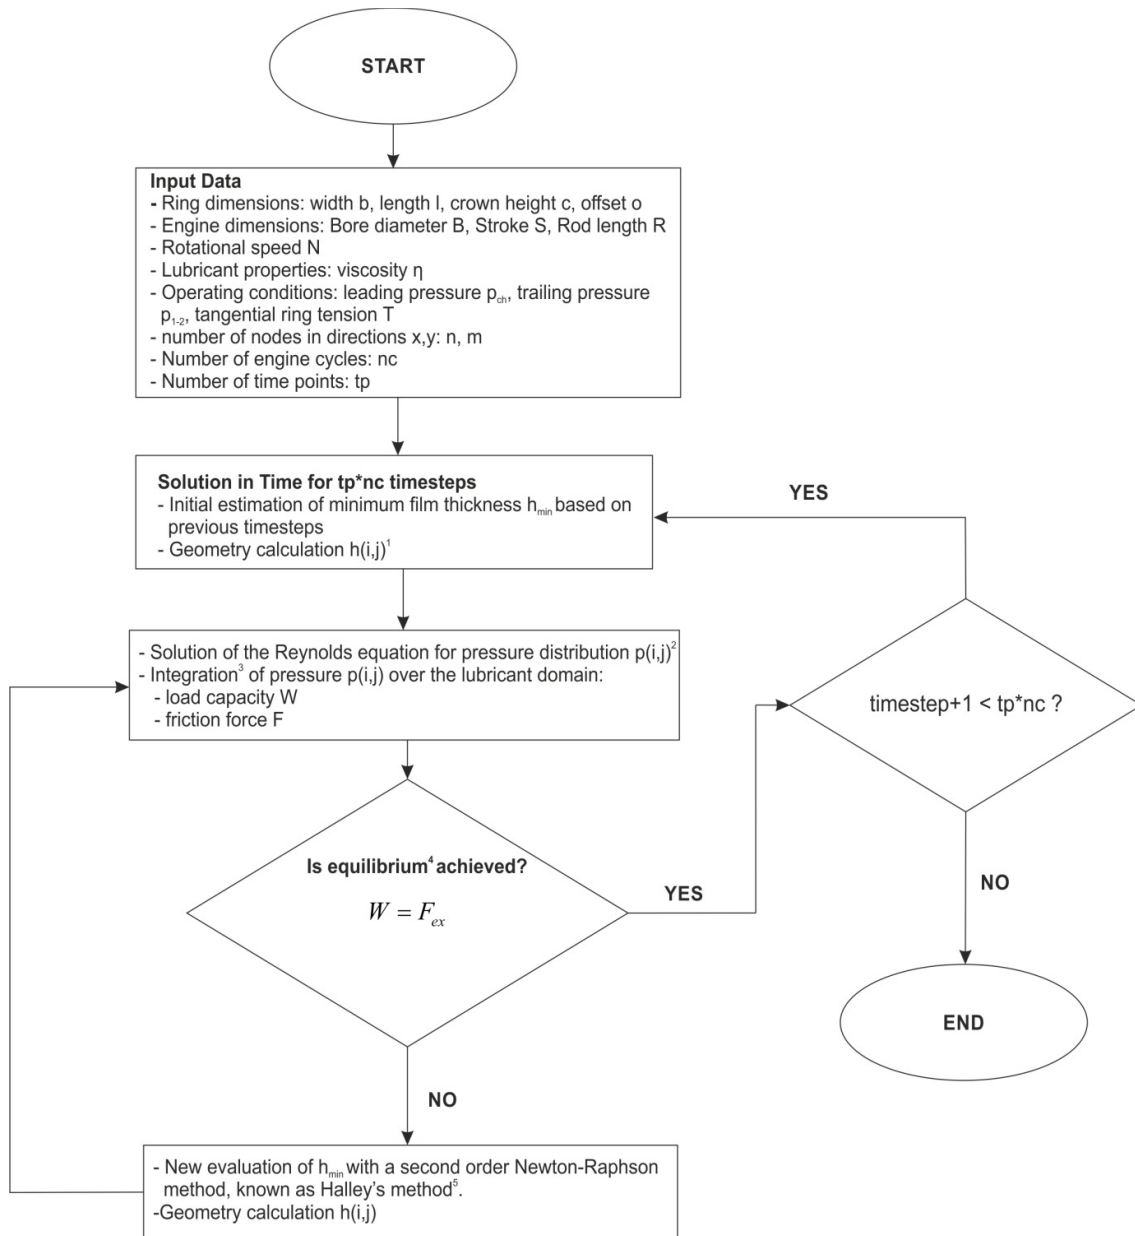 START
Input Data
- Ring dimensions: width b, length l, crown height c, offset o
- Engine dimensions: Bore diameter B, Stroke S, Rod length R
- Rotational speed N
- Lubricant properties: viscosity η
- Operating conditions: leading pressure p_ch, trailing pressure
p_1-2, tangential ring tension T
- number of nodes in directions x,y: n, m
- Number of engine cycles: nc
- Number of time points: tp
Solution in Time for tp*nc timesteps
- Initial estimation of minimum film thickness h_min based on
previous timesteps
- Geometry calculation h(i,j)¹
YES
- Solution of the Reynolds equation for pressure distribution p(i,j)²
- Integration³ of pressure p(i,j) over the lubricant domain:
- load capacity W
- friction force F
timestep+1 < tp*nc ?
Is equilibrium⁴ achieved?
W = F_ex
YES
NO
END
NO
- New evaluation of h_min with a second order Newton-Raphson
method, known as Halley's method⁵.
-Geometry calculation h(i,j)